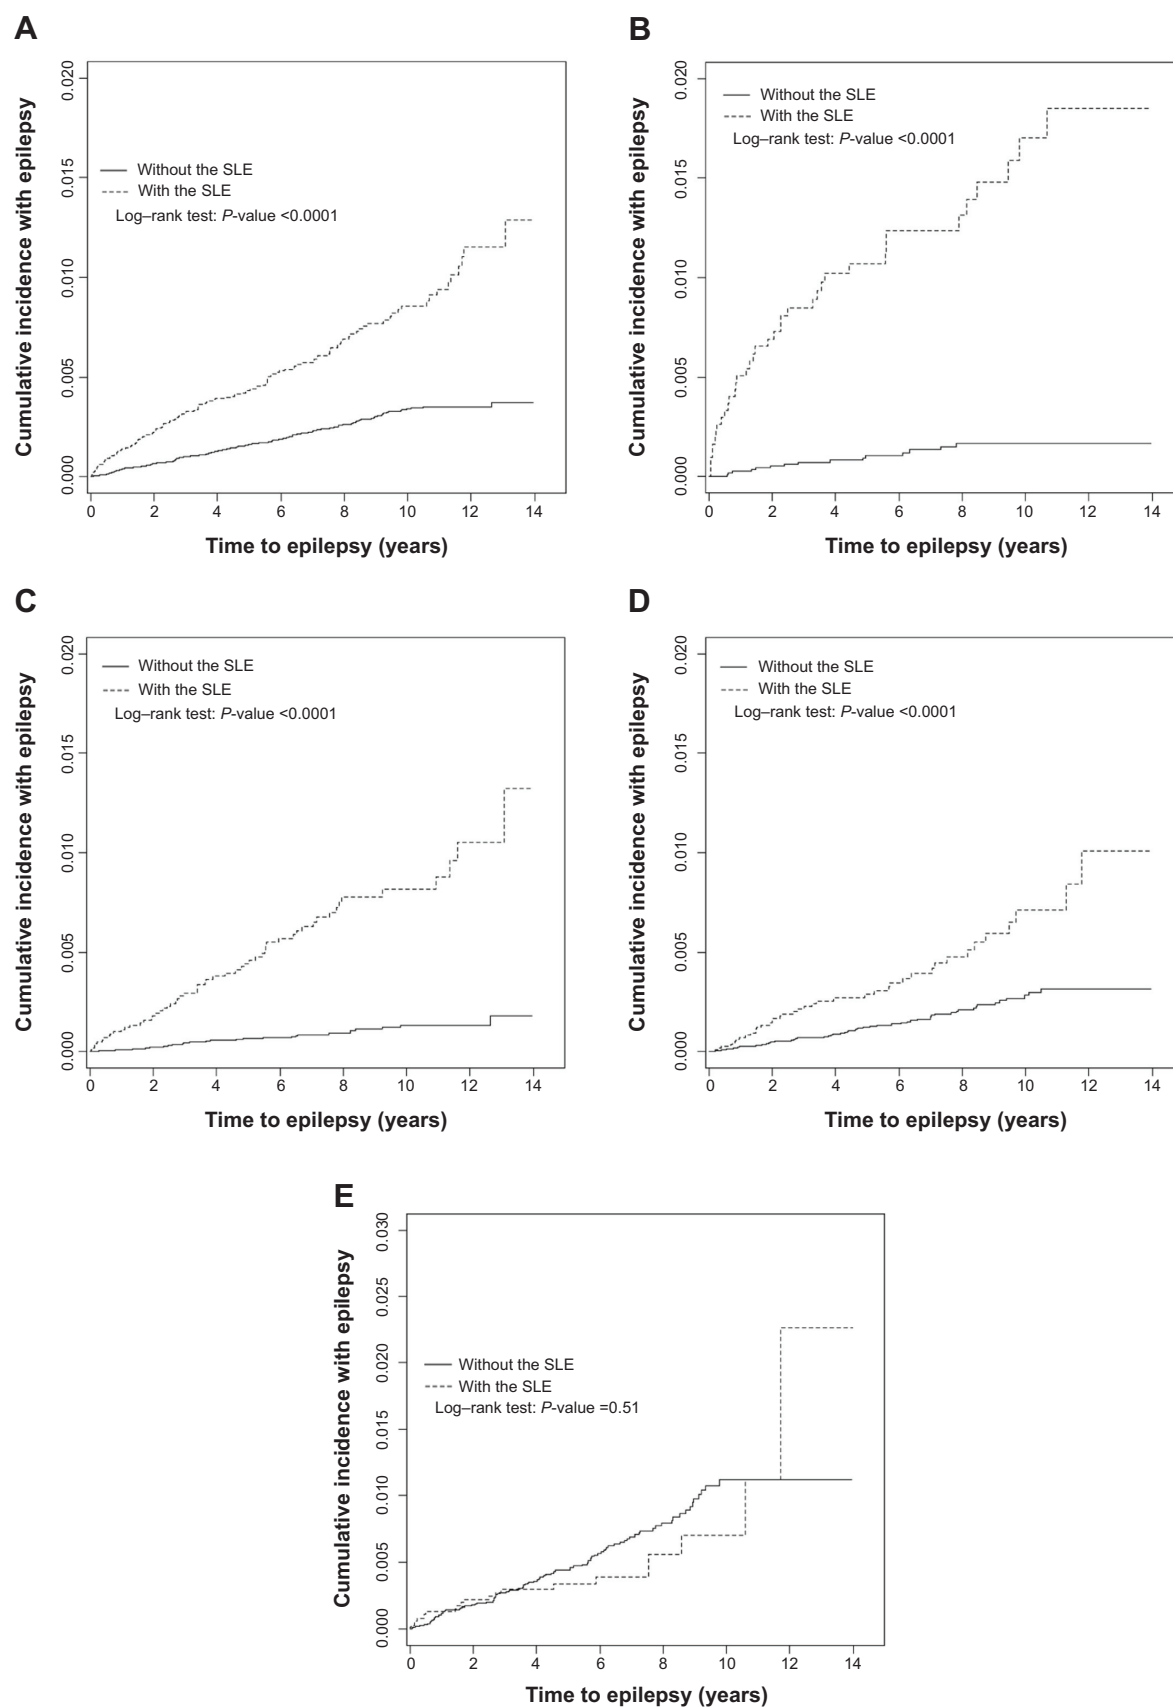 A
Cumulative incidence with epilepsy
0.020
0.015
0.010
0.005
0.000
Without the SLE
With the SLE
Log–rank test: P-value <0.0001
0 2 4 6 8 10 12 14
Time to epilepsy (years)
B
Cumulative incidence with epilepsy
0.020
0.015
0.010
0.005
0.000
Without the SLE
With the SLE
Log–rank test: P-value <0.0001
0 2 4 6 8 10 12 14
Time to epilepsy (years)
C
Cumulative incidence with epilepsy
0.020
0.015
0.010
0.005
0.000
Without the SLE
With the SLE
Log–rank test: P-value <0.0001
0 2 4 6 8 10 12 14
Time to epilepsy (years)
D
Cumulative incidence with epilepsy
0.020
0.015
0.010
0.005
0.000
Without the SLE
With the SLE
Log–rank test: P-value <0.0001
0 2 4 6 8 10 12 14
Time to epilepsy (years)
E
Cumulative incidence with epilepsy
0.030
0.025
0.020
0.015
0.010
0.005
0.000
Without the SLE
With the SLE
Log–rank test: P-value =0.51
0 2 4 6 8 10 12 14
Time to epilepsy (years)